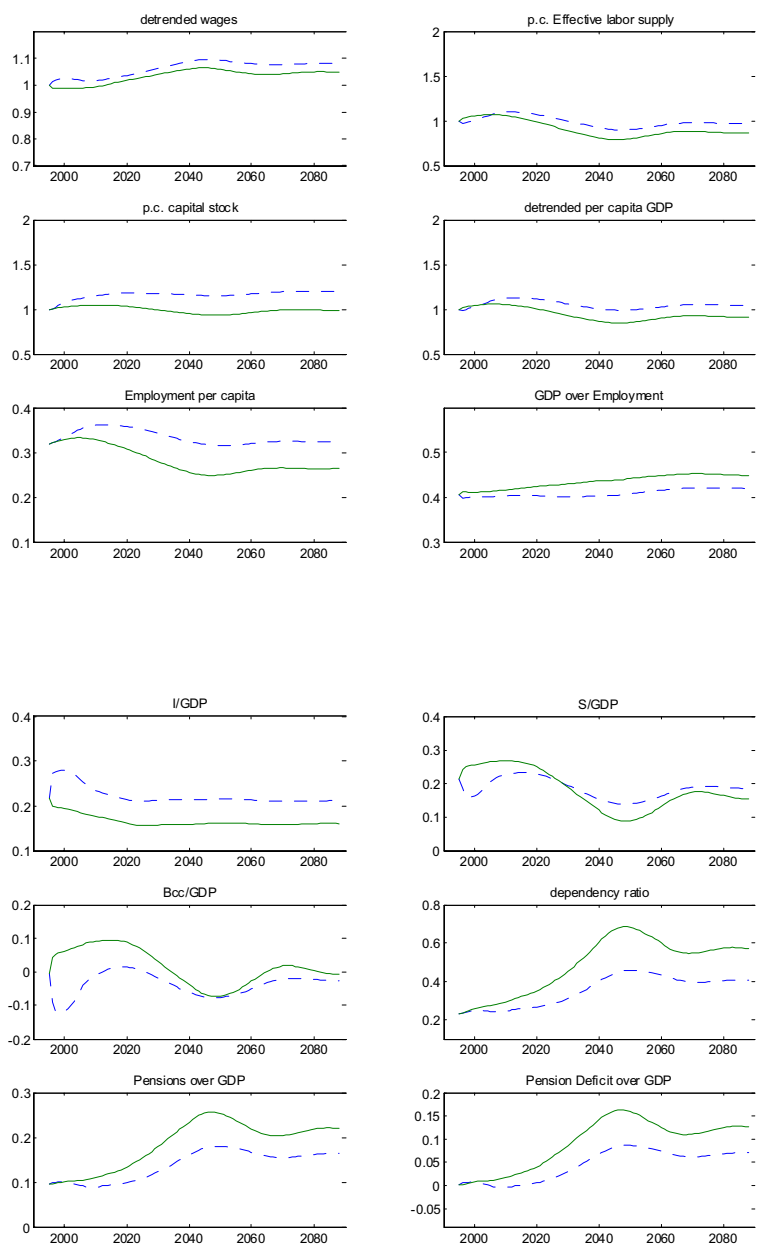 detrended wages
1.1
1
0.9
0.8
0.7
2000 2020 2040 2060 2080
p.c. Effective labor supply
2
1.5
1
0.5
2000 2020 2040 2060 2080
p.c. capital stock
2
1.5
1
0.5
2000 2020 2040 2060 2080
detrended per capita GDP
2
1.5
1
0.5
2000 2020 2040 2060 2080
Employment per capita
0.4
0.3
0.2
0.1
2000 2020 2040 2060 2080
GDP over Employment
0.5
0.4
0.3
2000 2020 2040 2060 2080
I/GDP
0.4
0.3
0.2
0.1
2000 2020 2040 2060 2080
S/GDP
0.4
0.3
0.2
0.1
0
2000 2020 2040 2060 2080
Bcc/GDP
0.2
0.1
0
-0.1
-0.2
2000 2020 2040 2060 2080
dependency ratio
0.8
0.6
0.4
0.2
2000 2020 2040 2060 2080
Pensions over GDP
0.3
0.2
0.1
0
2000 2020 2040 2060 2080
Pension Deficit over GDP
0.2
0.15
0.1
0.05
0
-0.05
2000 2020 2040 2060 2080